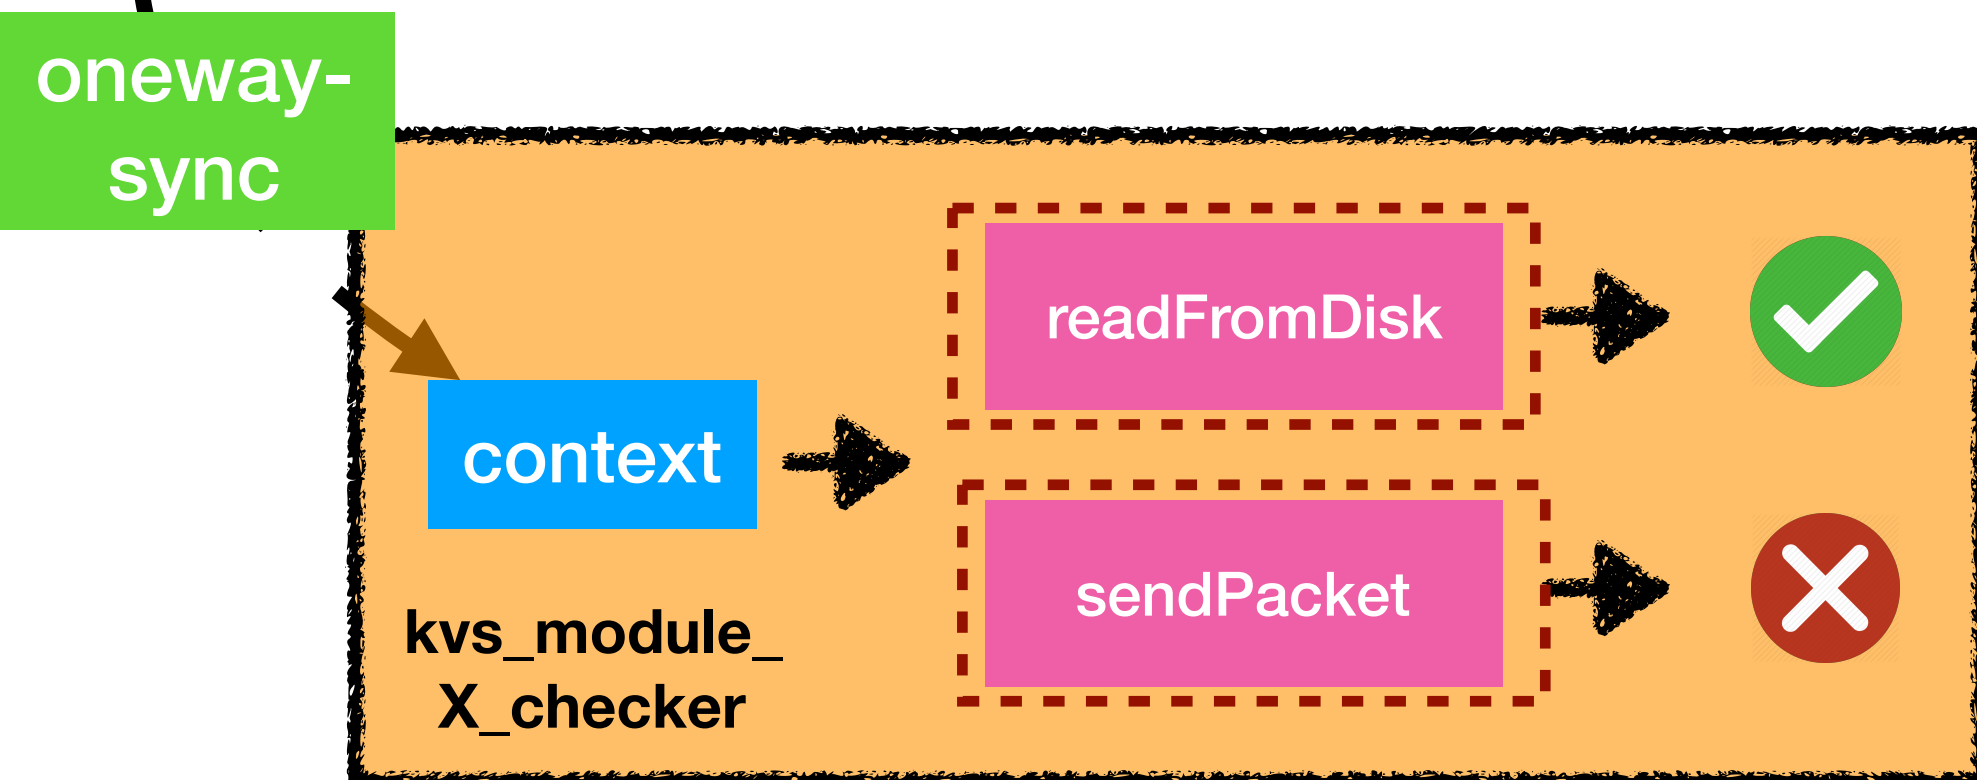 oneway-
sync
readFromDisk
context
sendPacket
kvs_module_
X_checker